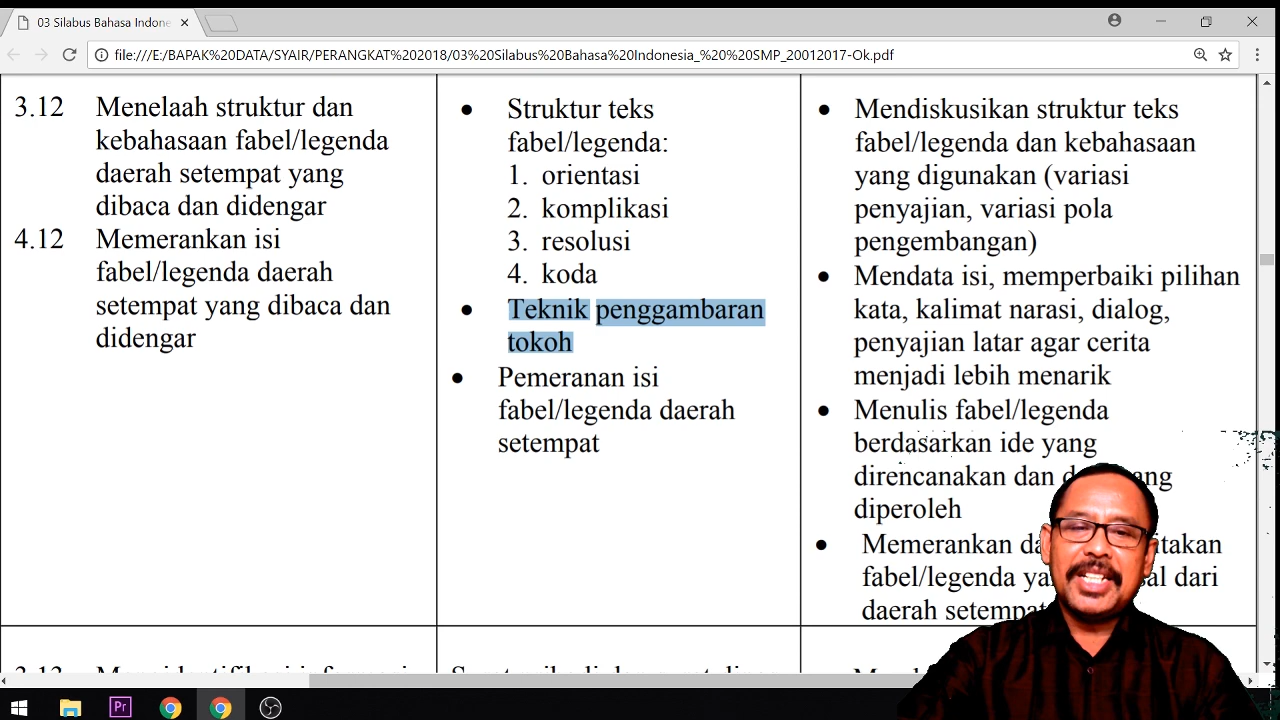 03 Silabus Bahasa Indone
file:///E:/BAPAK%20DATA/SYAIR/PERANGKAT%202018/03%20Silabus%20Bahasa%20Indonesia_%20%20SMP_20012017-Ok.pdf
3.12 Menelaah struktur dan
kebahasaan fabel/legenda
daerah setempat yang
dibaca dan didengar
4.12 Memerankan isi
fabel/legenda daerah
setempat yang dibaca dan
didengar
• Struktur teks
fabel/legenda:
1. orientasi
2. komplikasi
3. resolusi
4. koda
• Teknik penggambaran
tokoh
• Pemeranan isi
fabel/legenda daerah
setempat
• Mendiskusikan struktur teks
fabel/legenda dan kebahasaan
yang digunakan (variasi
penyajian, variasi pola
pengembangan)
• Mendata isi, memperbaiki pilihan
kata, kalimat narasi, dialog,
penyajian latar agar cerita
menjadi lebih menarik
• Menulis fabel/legenda
berdasarkan ide yang
direncanakan dan
diperoleh
• Memerankan
fabel/legenda dari
daerah setempat
Pr